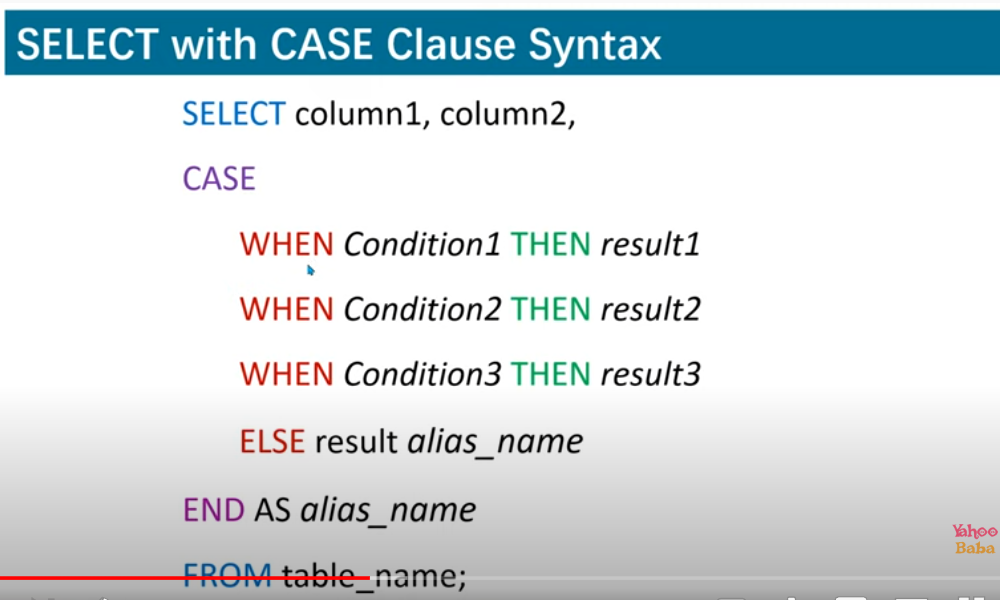 SELECT with CASE Clause Syntax
SELECT column1, column2,
CASE
WHEN Condition1 THEN result1
WHEN Condition2 THEN result2
WHEN Condition3 THEN result3
ELSE result alias_name
END AS alias_name
FROM table_name;
Yahoo
Baba